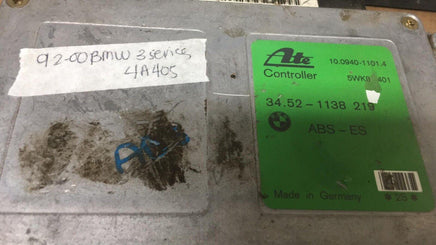 92-00 BMW 3 series
4A405
Ate
10.0940-1101.4
Controller
5WK8 401
34.52-1138 219
ABS-ES
Made in Germany
* 25 *